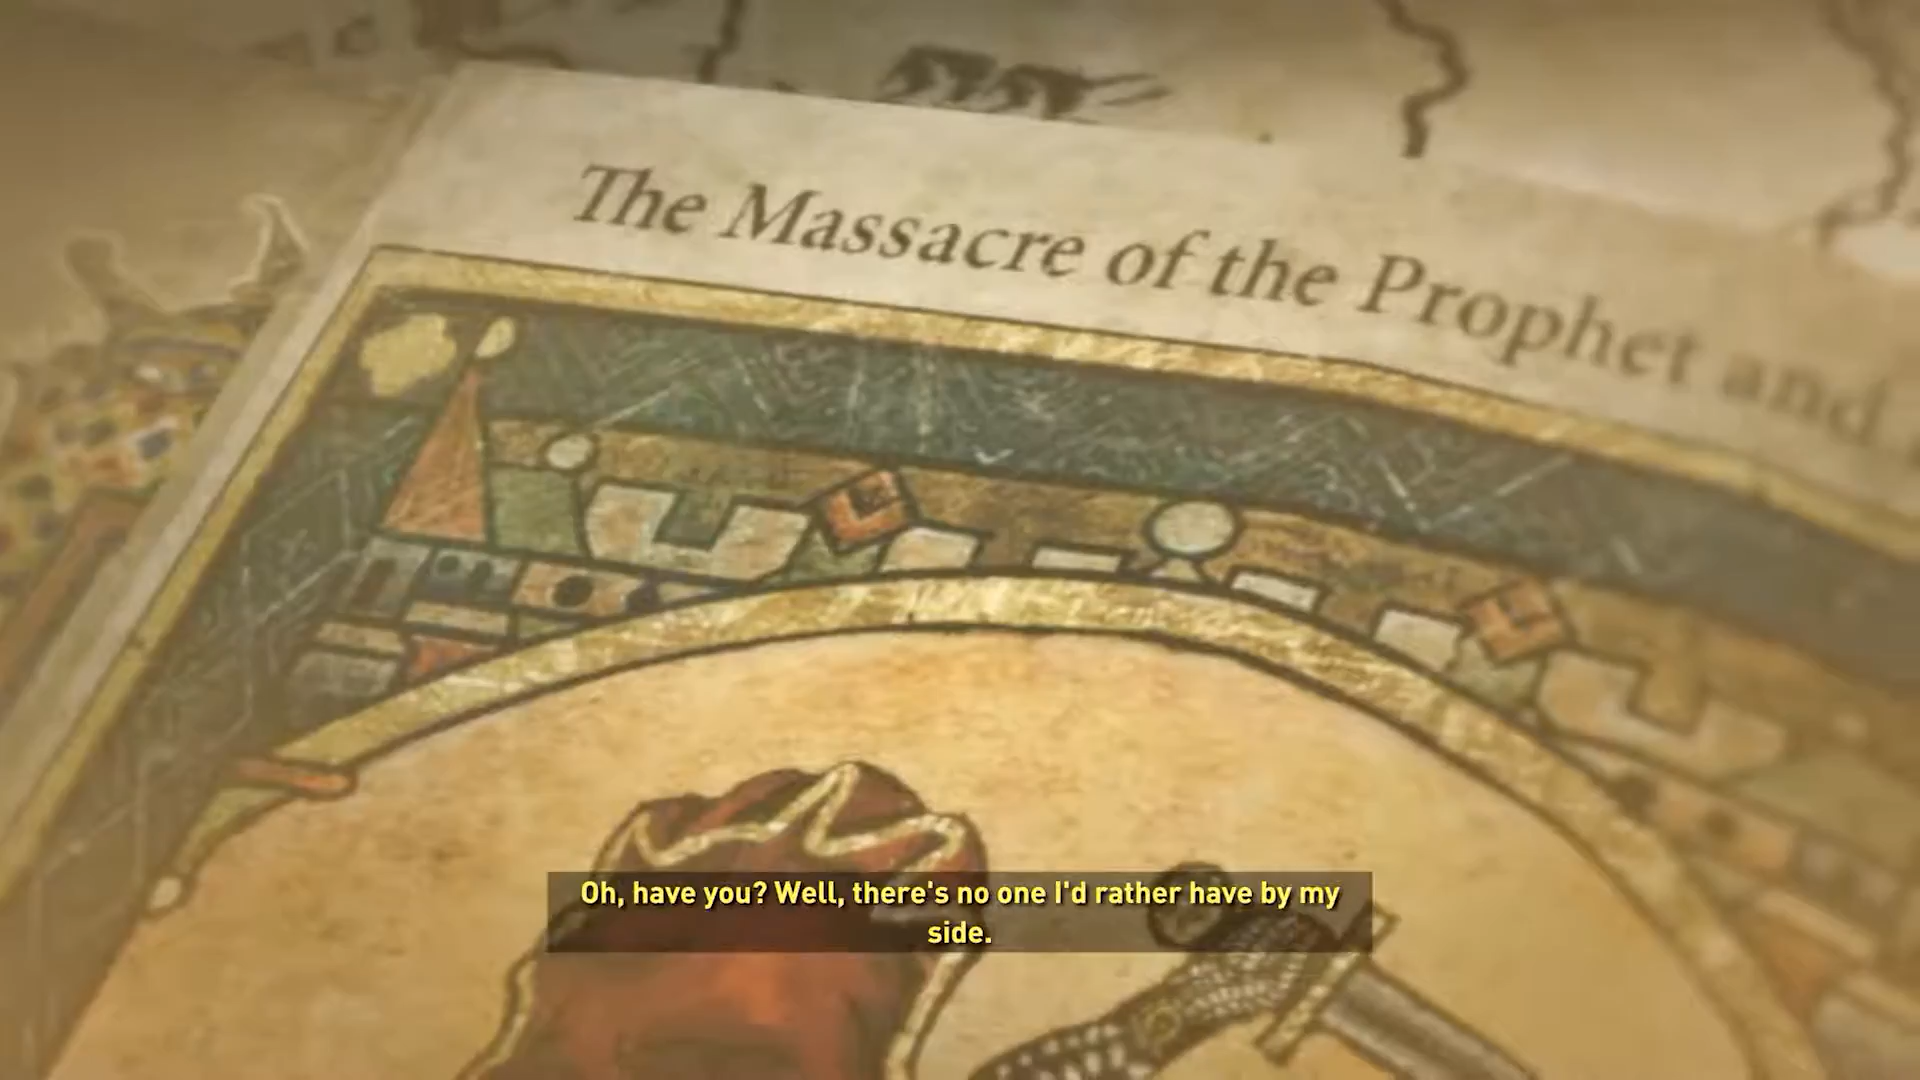 The Massacre of the Prophet and
Oh, have you? Well, there's no one I'd rather have by my
side.